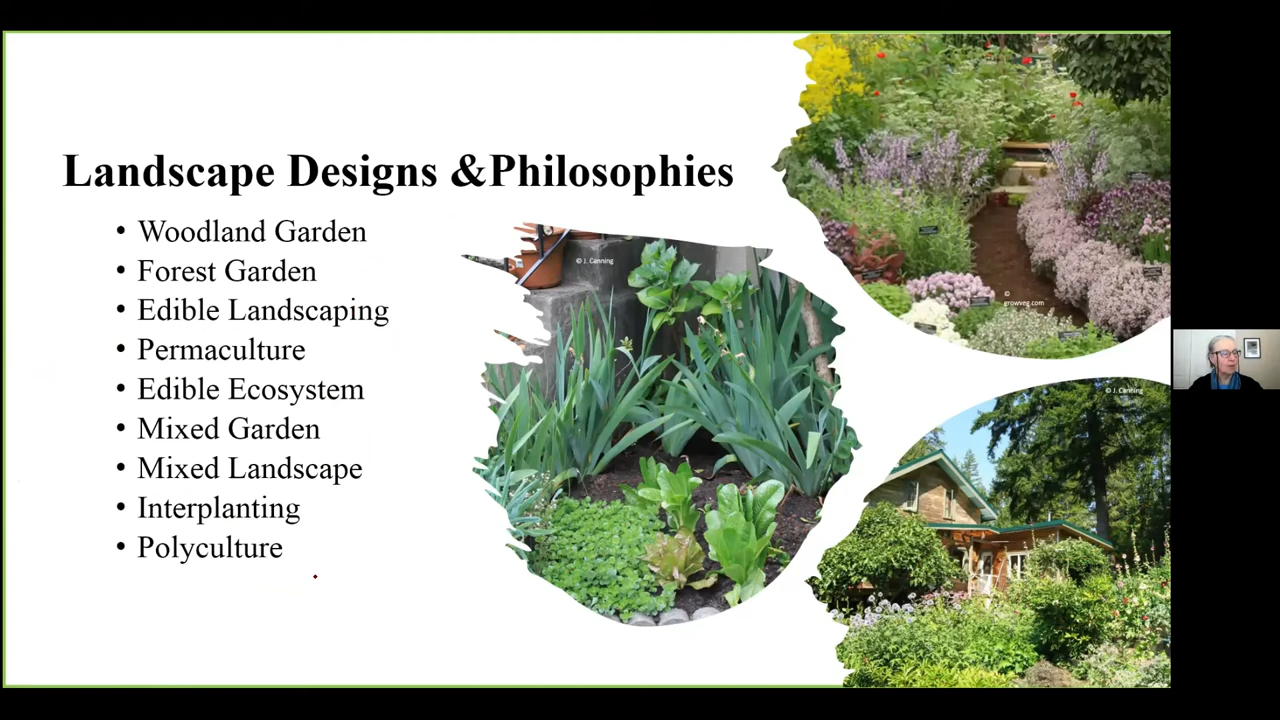 Landscape Designs &Philosophies
• Woodland Garden
• Forest Garden
• Edible Landscaping
• Permaculture
• Edible Ecosystem
• Mixed Garden
• Mixed Landscape
• Interplanting
• Polyculture
© J. Canning
©
growveg.com
© J. Canning